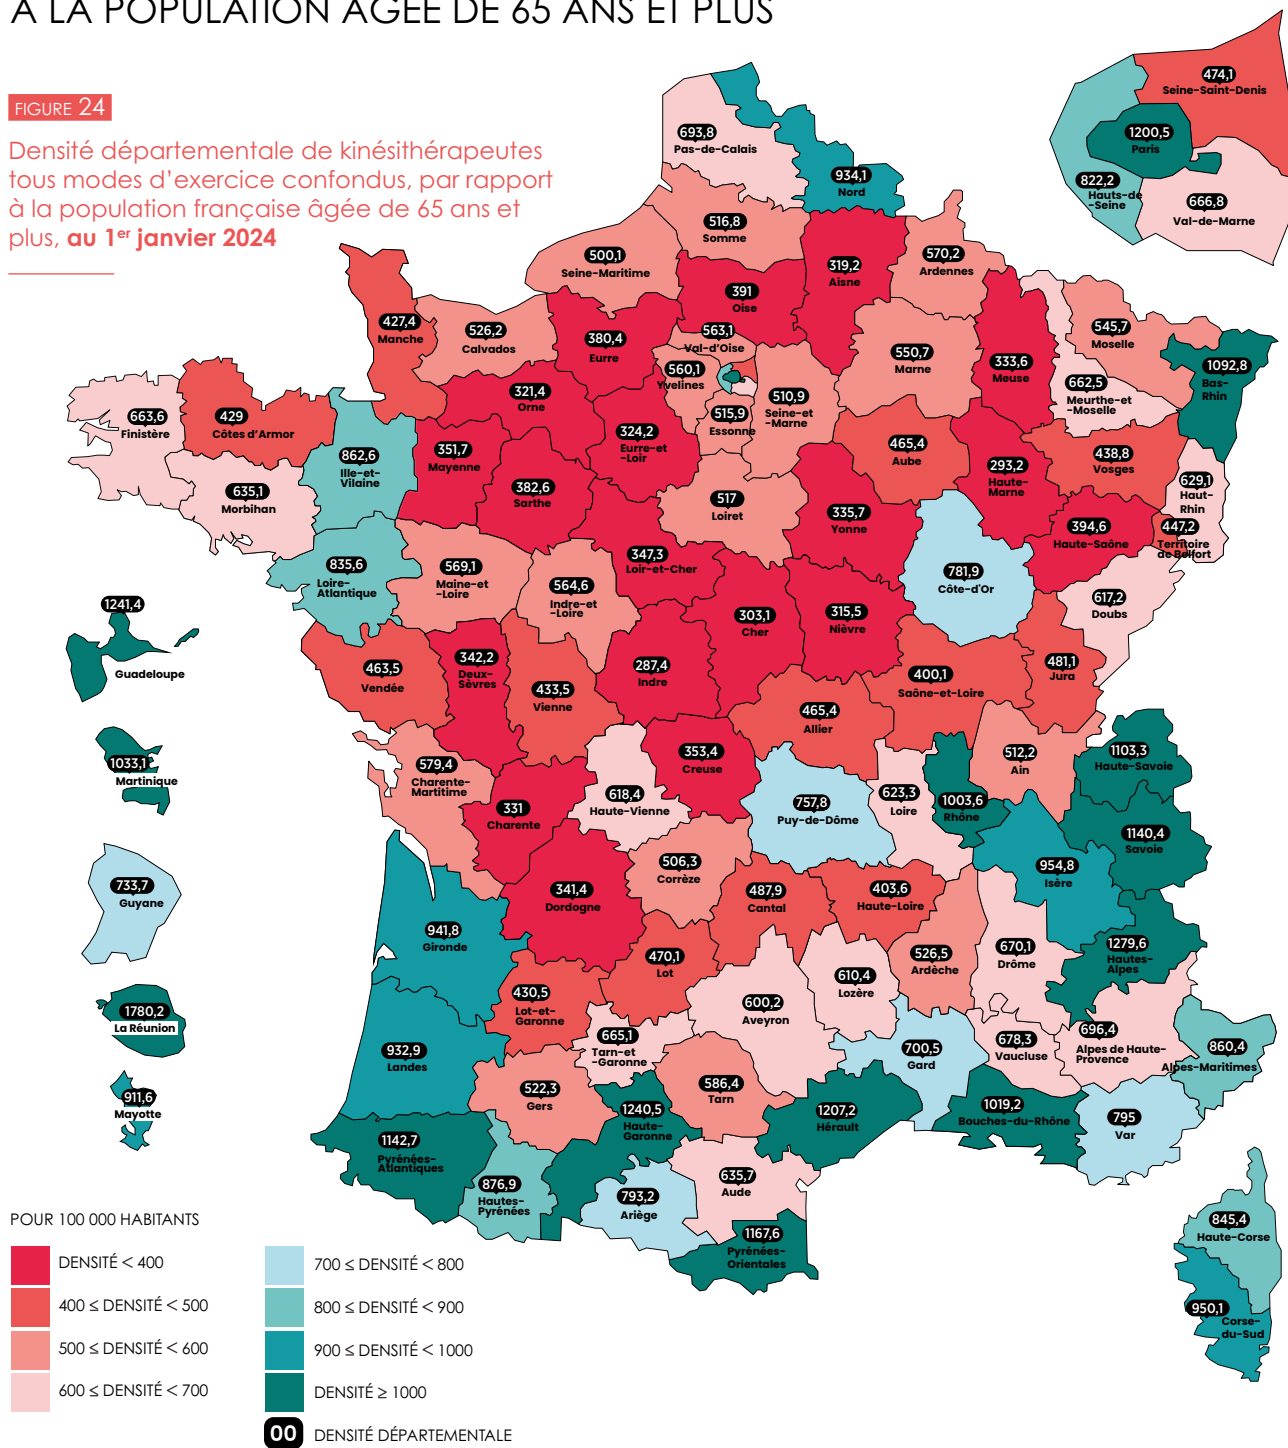 À LA POPULATION ÂGÉE DE 65 ANS ET PLUS
FIGURE 24
Densité départementale de kinésithérapeutes
tous modes d'exercice confondus, par rapport
à la population française âgée de 65 ans et
plus, au 1er janvier 2024
474,1
Seine-Saint-Denis
1200,5
Paris
822,2
Hauts-de
-Seine
666,8
Val-de-Marne
693,8
Pas-de-Calais
934,1
Nord
516,8
Somme
500,1
Seine-Maritime
319,2
Aisne
570,2
Ardennes
391
Oise
427,4
Manche
526,2
Calvados
380,4
Eurre
563,1
Val-d'Oise
550,7
Marne
333,6
Meuse
545,7
Moselle
1092,8
Bas-
Rhin
560,1
Yvelines
662,5
Meurthe-et
-Moselle
321,4
Orne
510,9
Seine-et
-Marne
515,9
Essonne
663,6
Finistère
429
Côtes d'Armor
324,2
Eurre-et
-Loir
465,4
Aube
438,8
Vosges
862,6
Ille-et-
Vilaine
351,7
Mayenne
293,2
Haute-
Marne
629,1
Haut-
Rhin
635,1
Morbihan
382,6
Sarthe
517
Loiret
335,7
Yonne
394,6
Haute-Saône
447,2
Territoire
de Belfort
347,3
Loir-et-Cher
835,6
Loire-
Atlantique
569,1
Maine-et
-Loire
564,6
Indre-et
-Loire
781,9
Côte-d'Or
617,2
Doubs
303,1
Cher
315,5
Nièvre
1241,4
Guadeloupe
463,5
Vendée
342,2
Deux-
Sèvres
433,5
Vienne
287,4
Indre
400,1
Saône-et-Loire
481,1
Jura
465,4
Allier
1033,1
Martinique
579,4
Charente-
Martitime
353,4
Creuse
512,2
Ain
1103,3
Haute-Savoie
618,4
Haute-Vienne
757,8
Puy-de-Dôme
623,3
Loire
1003,6
Rhône
331
Charente
1140,4
Savoie
506,3
Corrèze
954,8
Isère
733,7
Guyane
341,4
Dordogne
487,9
Cantal
403,6
Haute-Loire
941,8
Gironde
470,1
Lot
526,5
Ardèche
670,1
Drôme
1279,6
Hautes-
Alpes
610,4
Lozère
430,5
Lot-et-
Garonne
600,2
Aveyron
1780,2
La Réunion
665,1
Tarn-et
-Garonne
678,3
Vaucluse
696,4
Alpes de Haute-
Provence
860,4
Alpes-Maritimes
932,9
Landes
700,5
Gard
522,3
Gers
586,4
Tarn
911,6
Mayotte
1240,5
Haute-
Garonne
1207,2
Hérault
1019,2
Bouches-du-Rhône
795
Var
1142,7
Pyrénées-
Atlantiques
876,9
Hautes-
Pyrénées
793,2
Ariège
635,7
Aude
1167,6
Pyrénées-
Orientales
845,4
Haute-Corse
950,1
Corse-
du-Sud
POUR 100 000 HABITANTS
DENSITÉ < 400
400 ≤ DENSITÉ < 500
500 ≤ DENSITÉ < 600
600 ≤ DENSITÉ < 700
700 ≤ DENSITÉ < 800
800 ≤ DENSITÉ < 900
900 ≤ DENSITÉ < 1000
DENSITÉ ≥ 1000
00 DENSITÉ DÉPARTEMENTALE